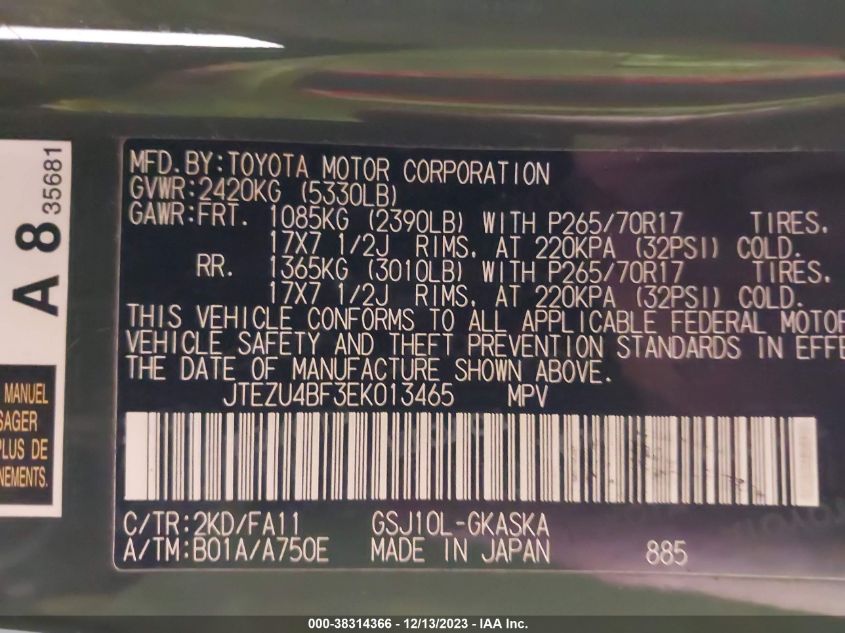 MFD.BY:TOYOTA MOTOR CORPORATION
GVWR:2420KG (5330LB)
GAWR:FRT. 1085KG (2390LB) WITH P265/70R17 TIRES.
17X7 1/2J RIMS, AT 220KPA (32PSI) COLD.
RR. 1365KG (3010LB) WITH P265/70R17 TIRES,
17X7 1/2J RIMS, AT 220KPA (32PSI) COLD.
THIS VEHICLE CONFORMS TO ALL APPLICABLE FEDERAL MOTOR
VEHICLE SAFETY AND THEFT PREVENTION STANDARDS IN EFFE
THE DATE OF MANUFACTURE SHOWN ABOVE.
JTEZU4BF3EK013465 MPV
C/TR:2KD/FA11 GSJ10L-GKASKA
A/TM:B01A/A750E MADE IN JAPAN 885
A 8 35681
MANUEL
SAGER
PLUS DE
NEMENTS.
000-38314366 - 12/13/2023 - IAA Inc.